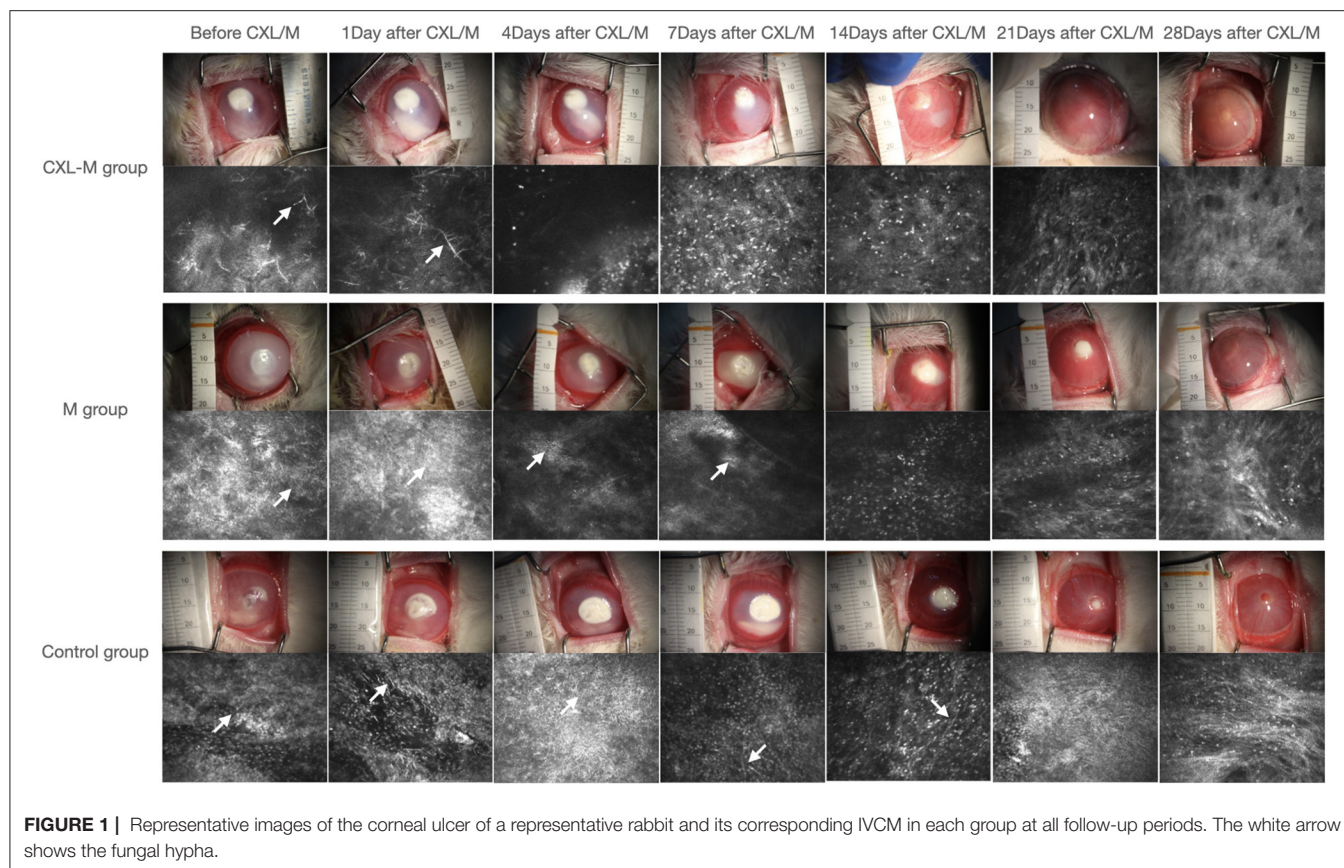 Before CXL/M
1Day after CXL/M
4Days after CXL/M
7Days after CXL/M
14Days after CXL/M
21Days after CXL/M
28Days after CXL/M
CXL-M group
M group
Control group
FIGURE 1 | Representative images of the corneal ulcer of a representative rabbit and its corresponding IVCM in each group at all follow-up periods. The white arrow
shows the fungal hypha.